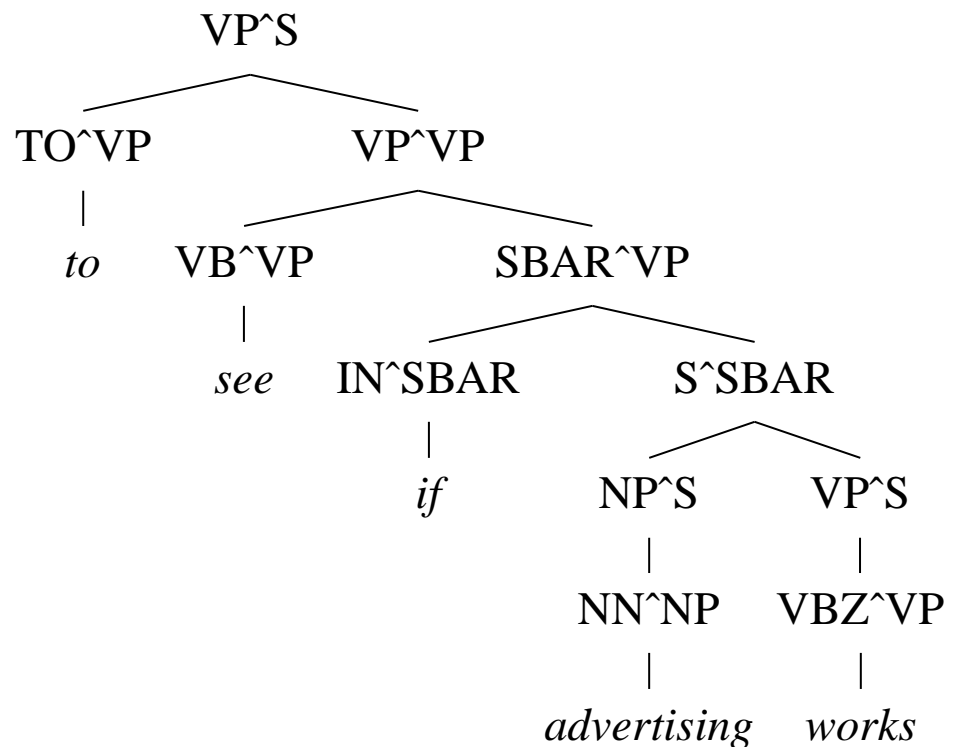 VP^S
TO^VP VP^VP
to VB^VP SBAR^VP
see IN^SBAR S^SBAR
if NP^S VP^S
NN^NP VBZ^VP
advertising works